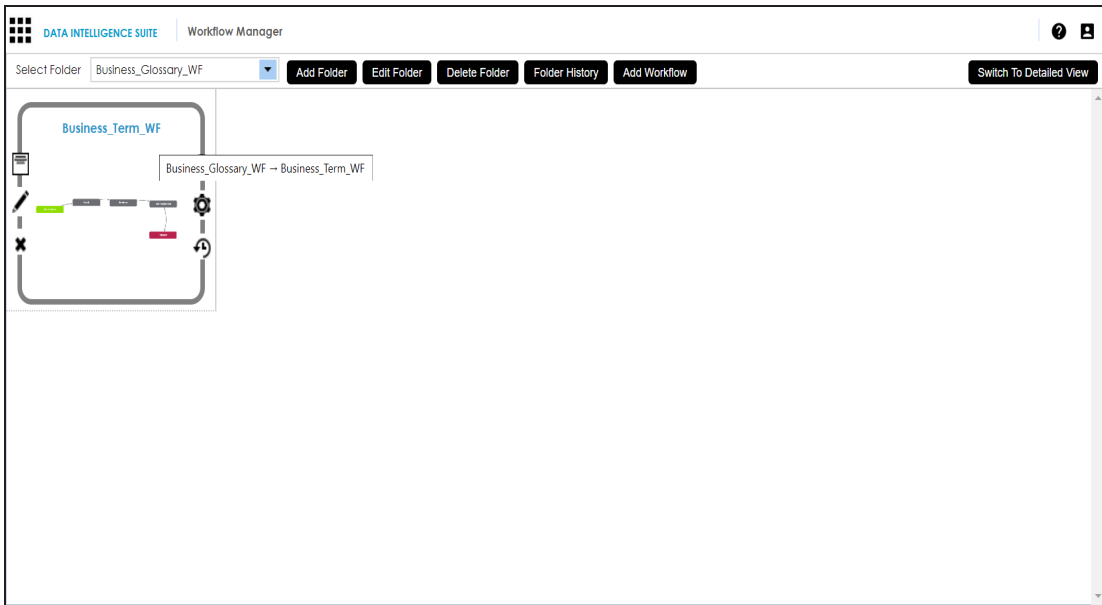 DATA INTELLIGENCE SUITE Workflow Manager
Select Folder Business_Glossary_WF Add Folder Edit Folder Delete Folder Folder History Add Workflow Switch To Detailed View
Business_Term_WF
Business_Glossary_WF → Business_Term_WF